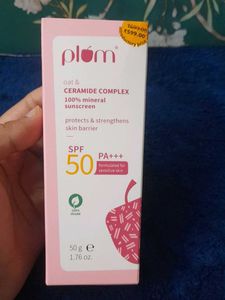 plum®
oat &
CERAMIDE COMPLEX
100% mineral
sunscreen
protects & strengthens
skin barrier
SPF
50
PA+++
formulated for
sensitive skin
100%
VEGAN
50 g e
1.76 oz.
₹599.00